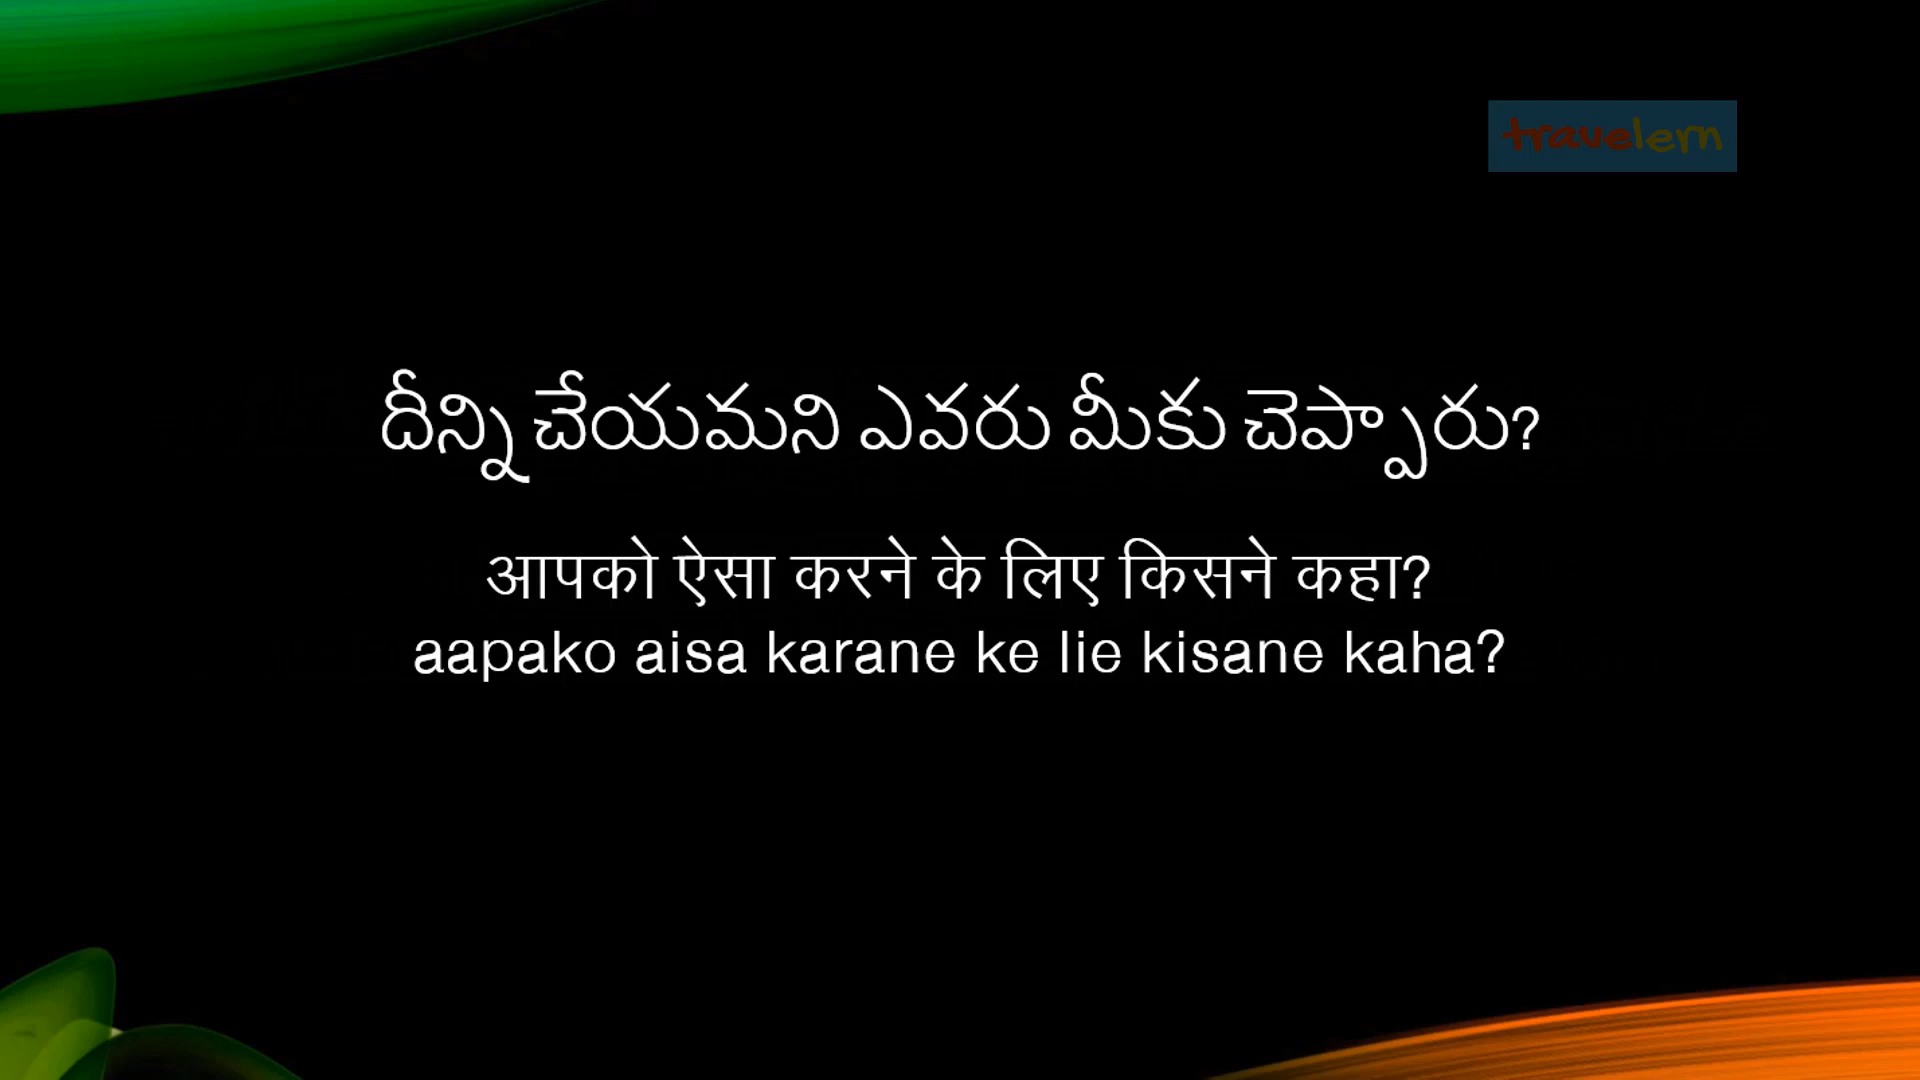 travelern
దీన్ని చేయమని ఎవరు మీకు చెప్పారు?
आपको ऐसा करने के लिए किसने कहा?
aapako aisa karane ke lie kisane kaha?